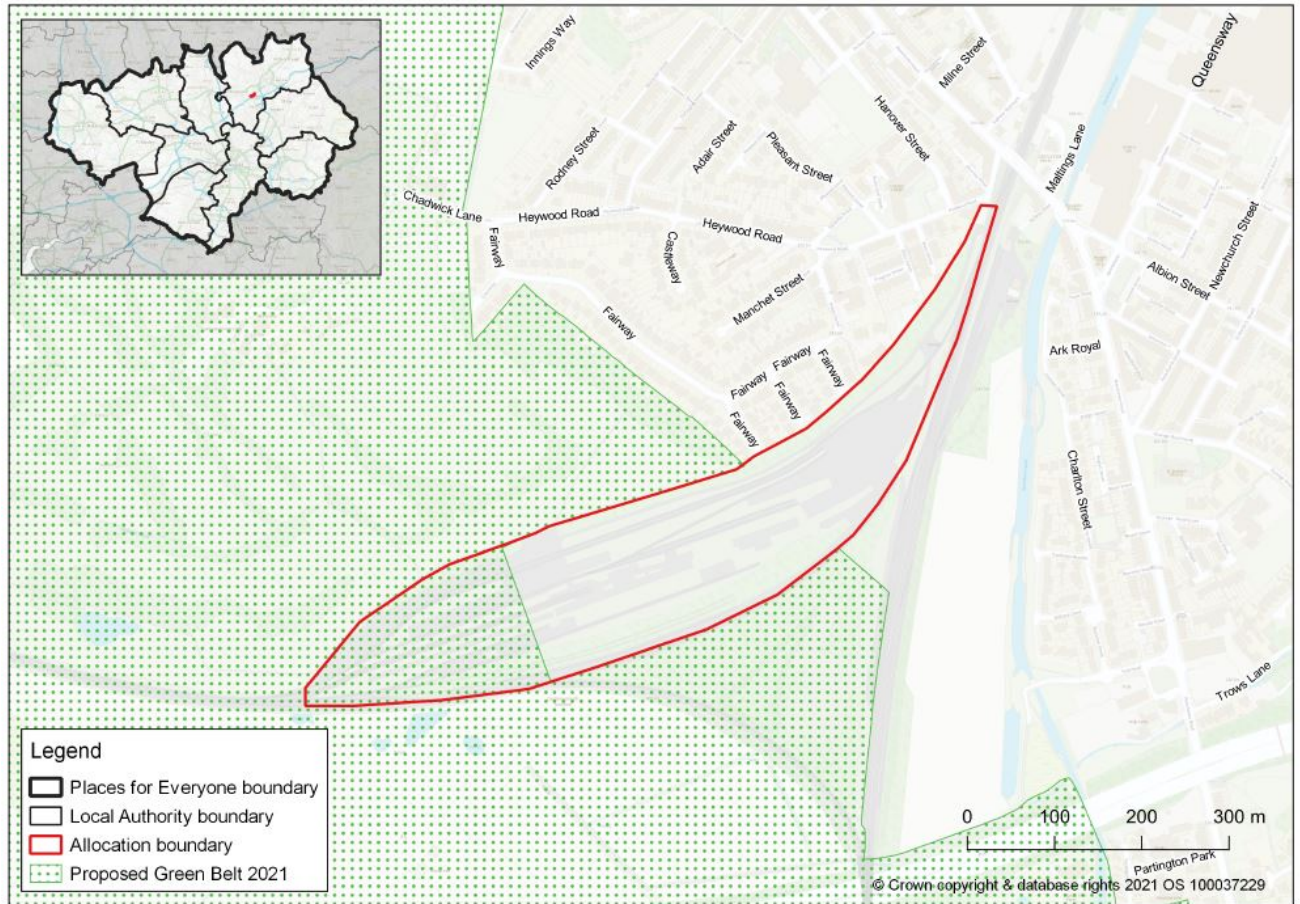 Innings Way
Milne Street
Queensway
Hanover Street
Rodney Street
Adair Street
Pleasant Street
Maltings Lane
Chadwick Lane
Heywood Road
Heywood Road
Fairway
Castleway
Manchet Street
Newchurch Street
Albion Street
Fairway
Ark Royal
Fairway
Fairway
Fairway
Fairway
Fairway
Charlton Street
Trows Lane
Legend
Places for Everyone boundary
Local Authority boundary
Allocation boundary
Proposed Green Belt 2021
0 100 200 300 m
Partington Park
© Crown copyright & database rights 2021 OS 100037229